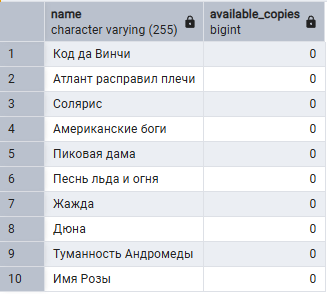 name available_copies
character varying (255) bigint
1 Код да Винчи 0
2 Атлант расправил плечи 0
3 Солярис 0
4 Американские боги 0
5 Пиковая дама 0
6 Песнь льда и огня 0
7 Жажда 0
8 Дюна 0
9 Туманность Андромеды 0
10 Имя Розы 0